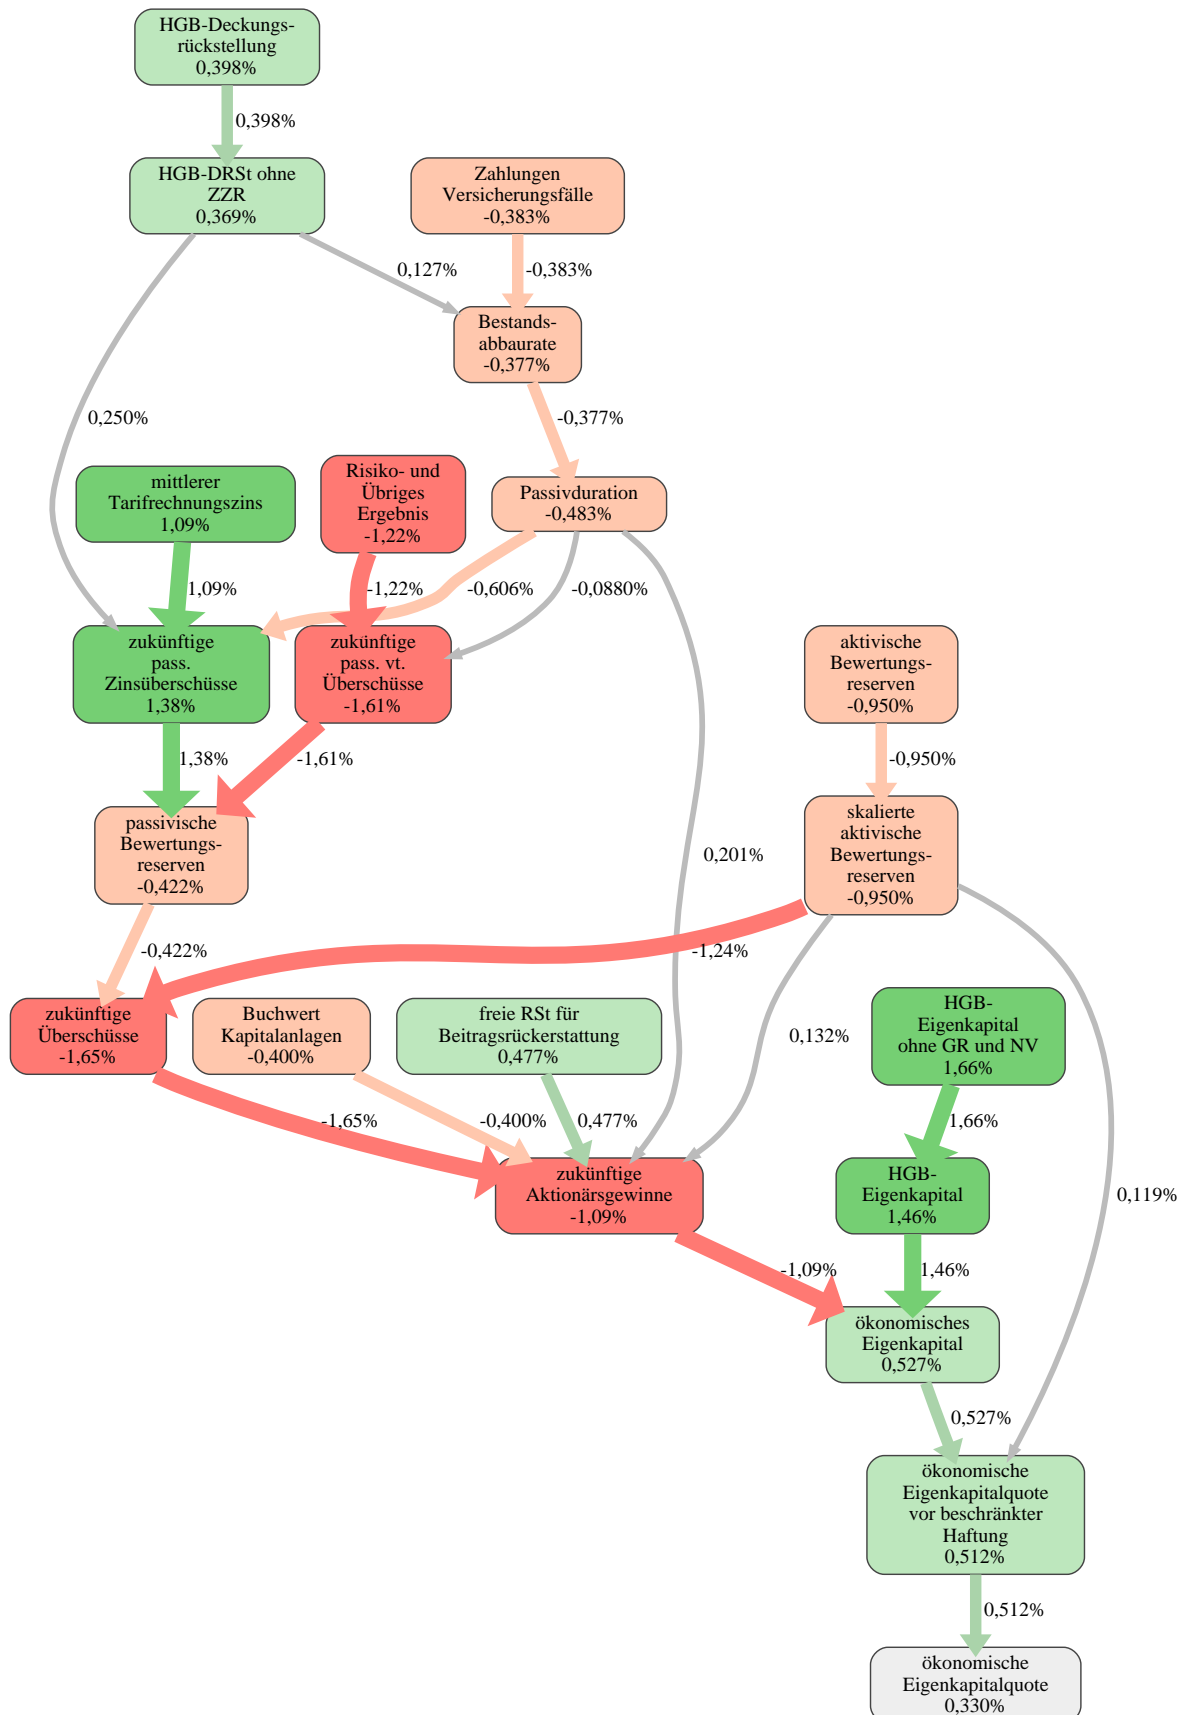 HGB-Deckungs-
rückstellung
0,398%
0,398%
HGB-DRSt ohne
ZZR
0,369%
Zahlungen
Versicherungsfälle
-0,383%
0,127%
-0,383%
Bestands-
abbaurate
-0,377%
0,250%
-0,377%
mittlerer
Tarifrechnungszins
1,09%
Risiko- und
Übriges
Ergebnis
-1,22%
Passivduration
-0,483%
1,09%
-1,22%
-0,606%
-0,0880%
zukünftige
pass.
Zinsüberschüsse
1,38%
zukünftige
pass. vt.
Überschüsse
-1,61%
aktivische
Bewertungs-
reserven
-0,950%
1,38%
-1,61%
-0,950%
passivische
Bewertungs-
reserven
-0,422%
0,201%
skalierte
aktivische
Bewertungs-
reserven
-0,950%
-0,422%
-1,24%
zukünftige
Überschüsse
-1,65%
Buchwert
Kapitalanlagen
-0,400%
freie RSt für
Beitragsrückerstattung
0,477%
0,132%
HGB-
Eigenkapital
ohne GR und NV
1,66%
-1,65%
-0,400%
0,477%
1,66%
zukünftige
Aktionärsgewinne
-1,09%
HGB-
Eigenkapital
1,46%
0,119%
-1,09%
1,46%
ökonomisches
Eigenkapital
0,527%
0,527%
ökonomische
Eigenkapitalquote
vor beschränkter
Haftung
0,512%
0,512%
ökonomische
Eigenkapitalquote
0,330%